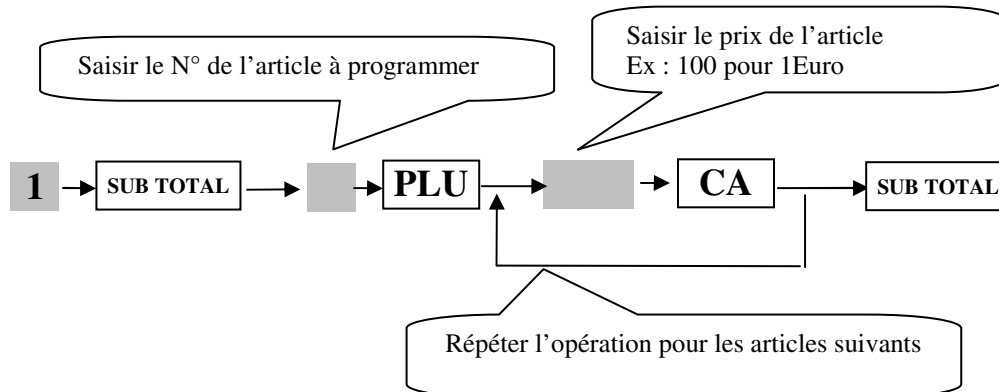 Saisir le N° de l’article à programmer
Saisir le prix de l’article
Ex : 100 pour 1Euro
1
SUB TOTAL
PLU
CA
SUB TOTAL
Répéter l’opération pour les articles suivants